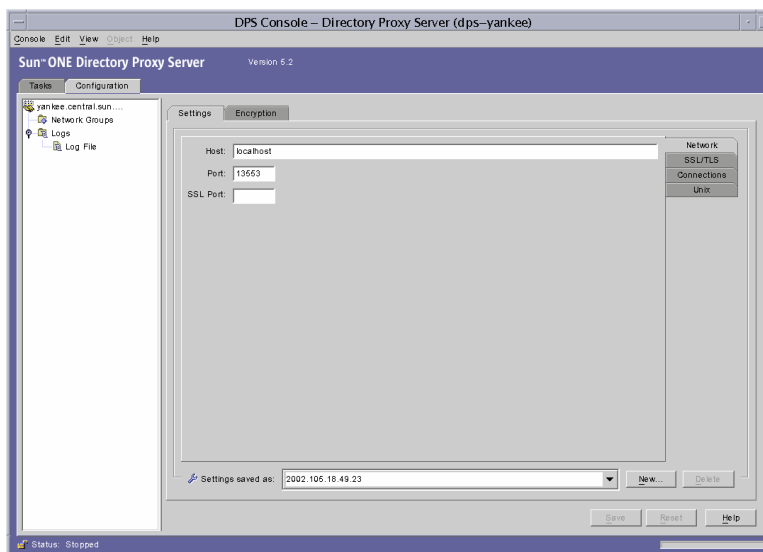 DPS Console – Directory Proxy Server (dps–yankee)
Console Edit View Object Help
Sun™ ONE Directory Proxy Server Version 5.2
Tasks Configuration
yankee.central.sun....
Network Groups
Logs
Log File
Settings Encryption
Host: localhost
Port: 13553
SSL Port:
Network
SSL/TLS
Connections
Unix
Settings saved as: 2002.105.18.49.23 New... Delete
Save Reset Help
Status: Stopped